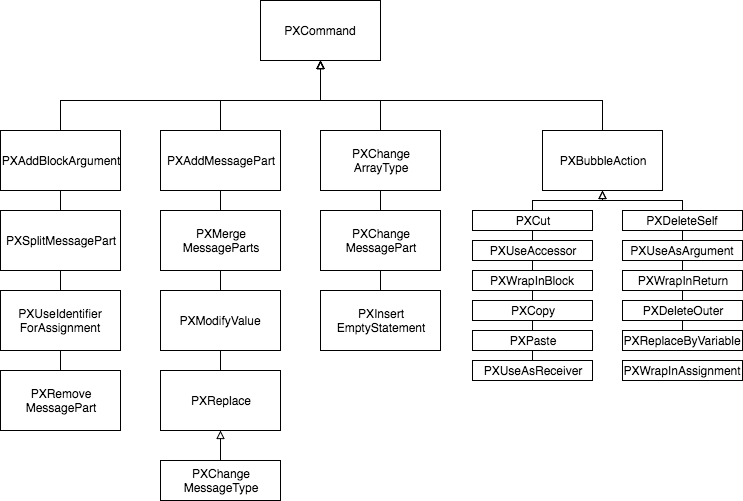 PXCommand
PXAddBlockArgument
PXAddMessagePart
PXChange
ArrayType
PXBubbleAction
PXSplitMessagePart
PXMerge
MessageParts
PXChange
MessagePart
PXCut
PXDeleteSelf
PXUseAccessor
PXUseAsArgument
PXWrapInBlock
PXWrapInReturn
PXUseIdentifier
ForAssignment
PXModifyValue
PXInsert
EmptyStatement
PXCopy
PXDeleteOuter
PXPaste
PXReplaceByVariable
PXUseAsReceiver
PXWrapInAssignment
PXRemove
MessagePart
PXReplace
PXChange
MessageType